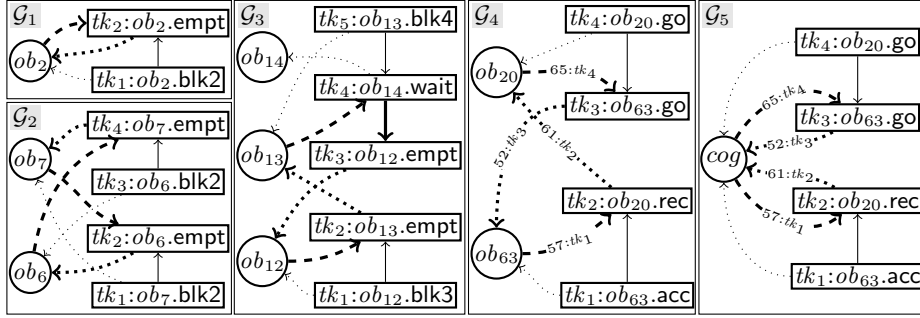 𝒢₁
tk₂:ob₂.empt
ob₂
tk₁:ob₂.blk2
𝒢₂
tk₄:ob₇.empt
ob₇
tk₃:ob₆.blk2
tk₂:ob₆.empt
ob₆
tk₁:ob₇.blk2
𝒢₃
tk₅:ob₁₃.blk4
ob₁₄
tk₄:ob₁₄.wait
ob₁₃
tk₃:ob₁₂.empt
tk₂:ob₁₃.empt
ob₁₂
tk₁:ob₁₂.blk3
𝒢₄
tk₄:ob₂₀.go
ob₂₀
65:tk₄
tk₃:ob₆₃.go
52:tk₃
61:tk₂
tk₂:ob₂₀.rec
57:tk₁
ob₆₃
tk₁:ob₆₃.acc
𝒢₅
tk₄:ob₂₀.go
65:tk₄
tk₃:ob₆₃.go
52:tk₃
cog
61:tk₂
tk₂:ob₂₀.rec
57:tk₁
tk₁:ob₆₃.acc